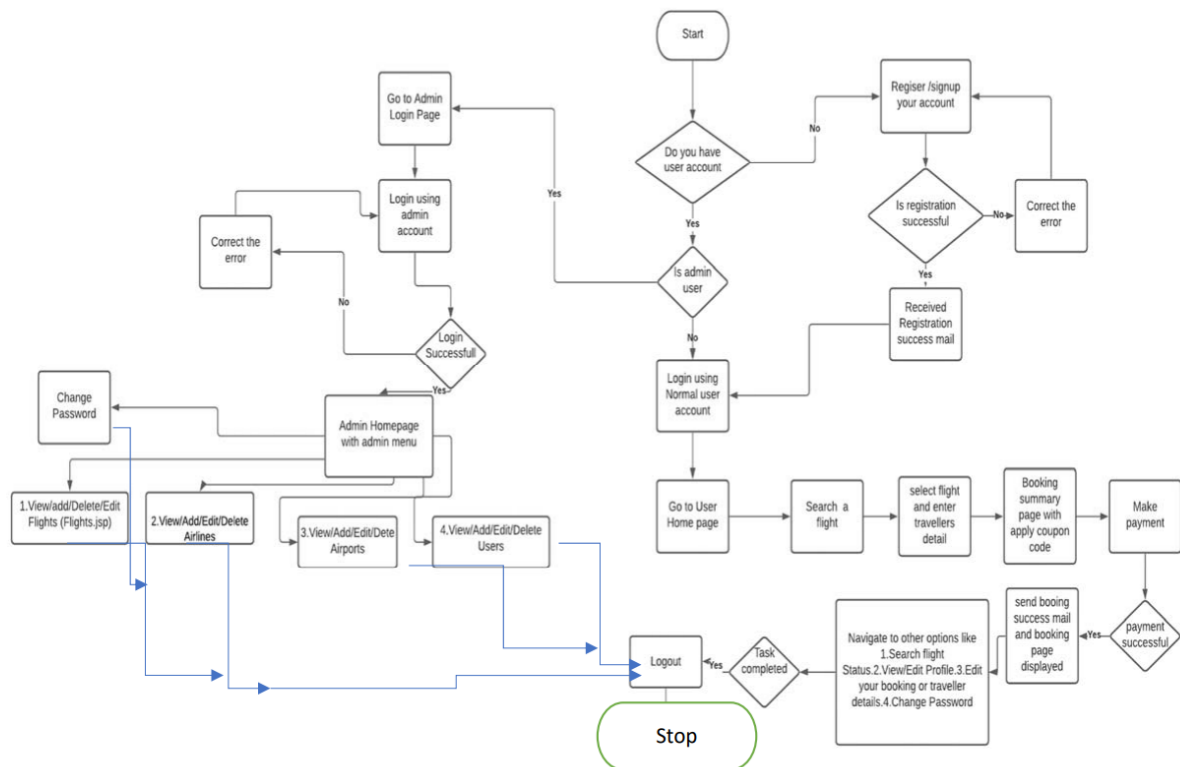 Start
Go to Admin
Login Page
Regiser /signup
your account
No
Do you have
user account
Yes
Login using
admin
account
Is registration
successful
No
Correct the
error
Correct the
error
Yes
Is admin
user
Yes
No
Received
Registration
success mail
Login
Successfull
No
Login using
Normal user
account
Yes
Change
Password
Admin Homepage
with admin menu
1.View/add/Delete/Edit
Flights (Flights.jsp)
2.View/Add/Edit/Delete
Airlines
3.View/Add/Edit/Dete
Airports
4.View/Add/Edit/Delete
Users
Go to User
Home page
Search a
flight
select flight
and enter
travellers
detail
Booking
summary
page with
apply coupon
code
Make
payment
payment
successful
Yes
send booing
success mail
and booking
page
displayed
Navigate to other options like
1.Search flight
Status.2.View/Edit Profile.3.Edit
your booking or traveller
details.4.Change Password
Task
completed
Yes
Logout
Stop